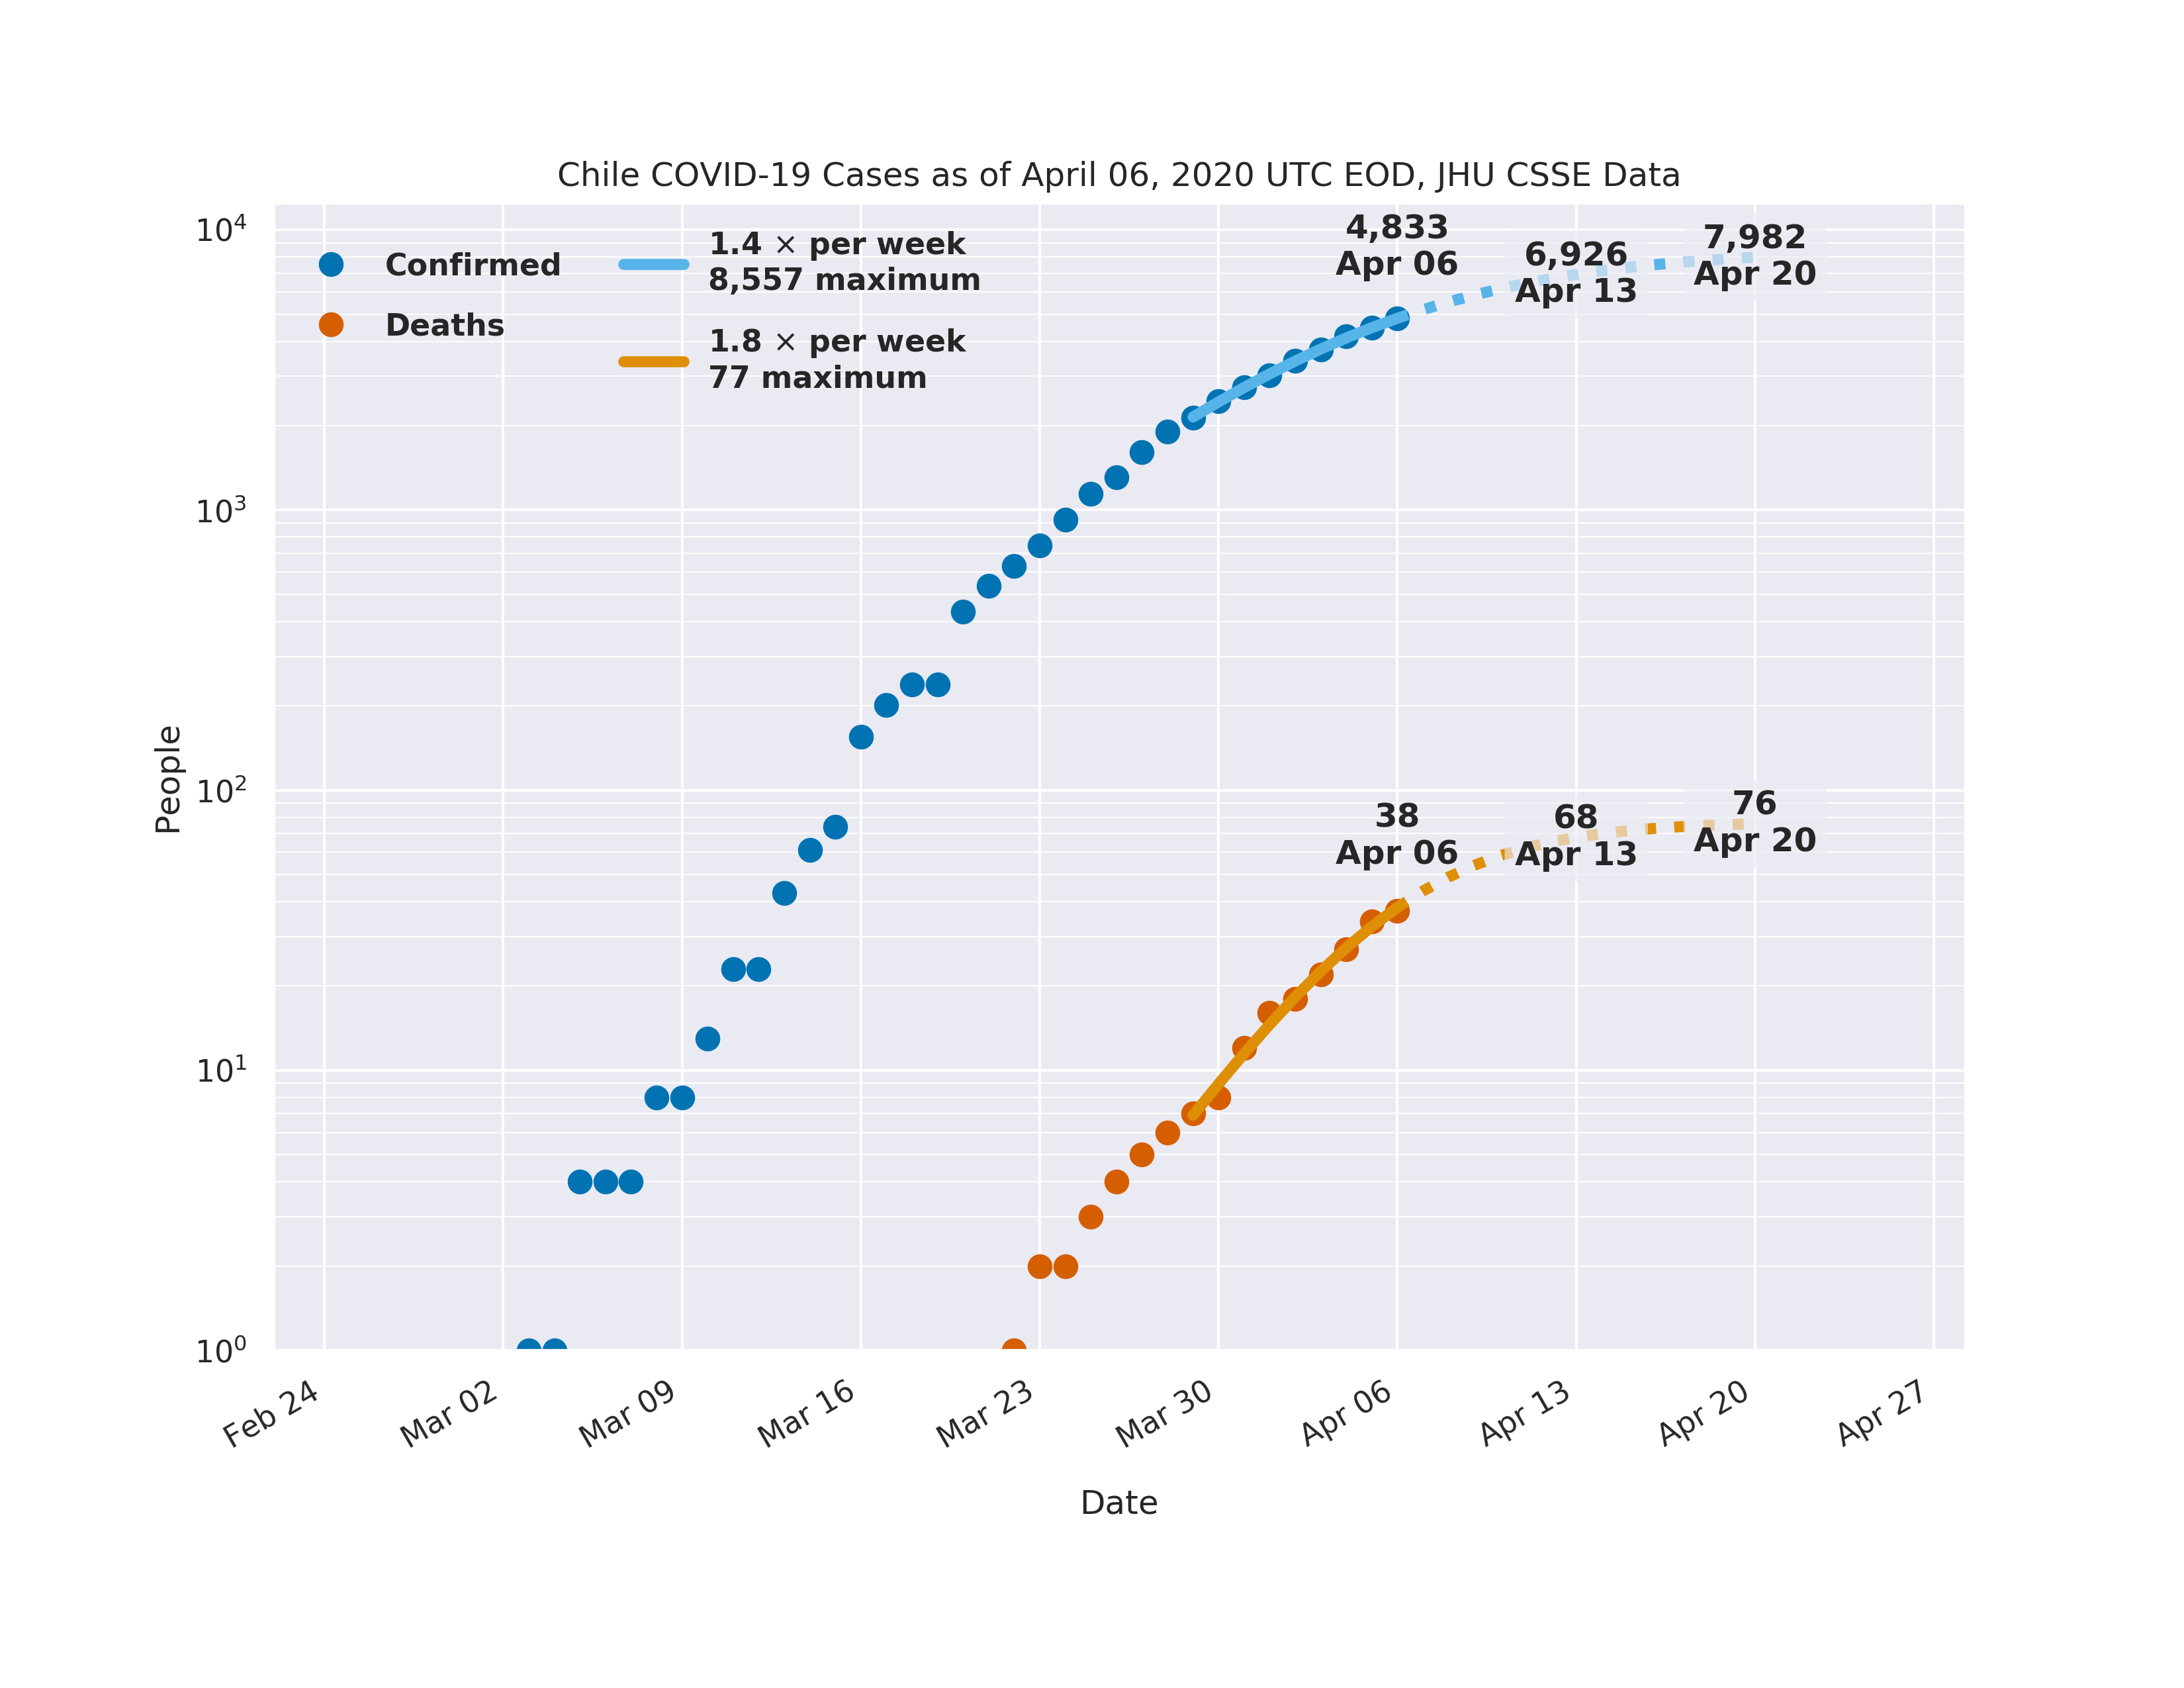 Chile COVID-19 Cases as of April 06, 2020 UTC EOD, JHU CSSE Data
10⁴
10³
10²
10¹
10⁰
People
Confirmed
Deaths
1.4 × per week
8,557 maximum
1.8 × per week
77 maximum
4,833
Apr 06
6,926
Apr 13
7,982
Apr 20
38
Apr 06
68
Apr 13
76
Apr 20
Feb 24
Mar 02
Mar 09
Mar 16
Mar 23
Mar 30
Apr 06
Apr 13
Apr 20
Apr 27
Date